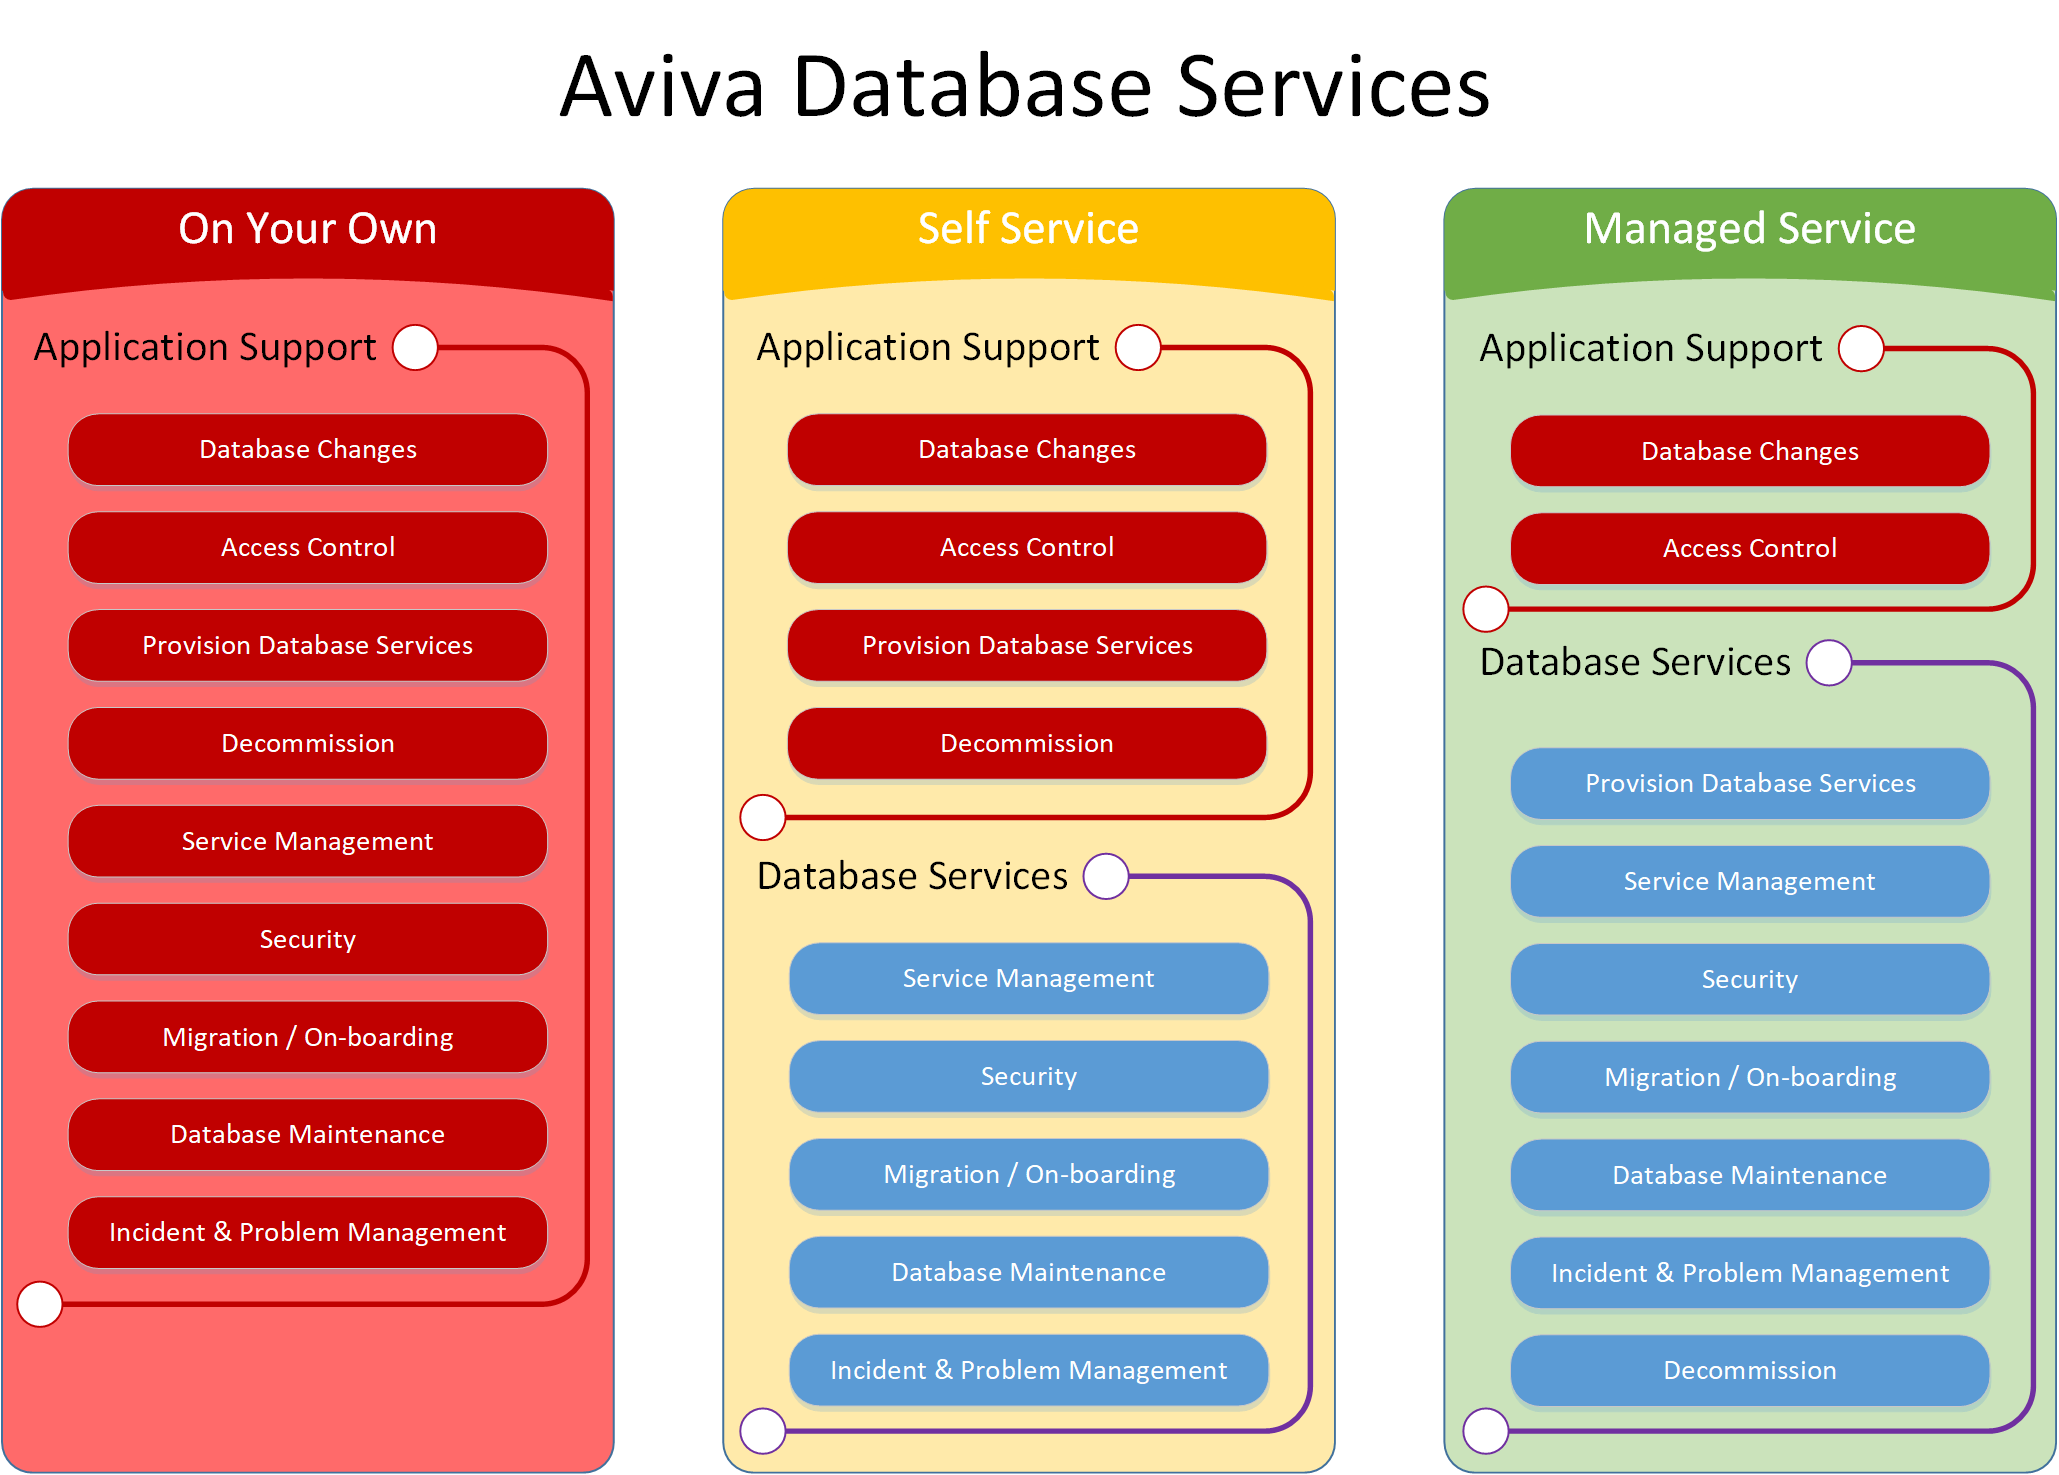 Aviva Database Services
On Your Own
Application Support
Database Changes
Access Control
Provision Database Services
Decommission
Service Management
Security
Migration / On-boarding
Database Maintenance
Incident & Problem Management
Self Service
Application Support
Database Changes
Access Control
Provision Database Services
Decommission
Database Services
Service Management
Security
Migration / On-boarding
Database Maintenance
Incident & Problem Management
Managed Service
Application Support
Database Changes
Access Control
Database Services
Provision Database Services
Service Management
Security
Migration / On-boarding
Database Maintenance
Incident & Problem Management
Decommission